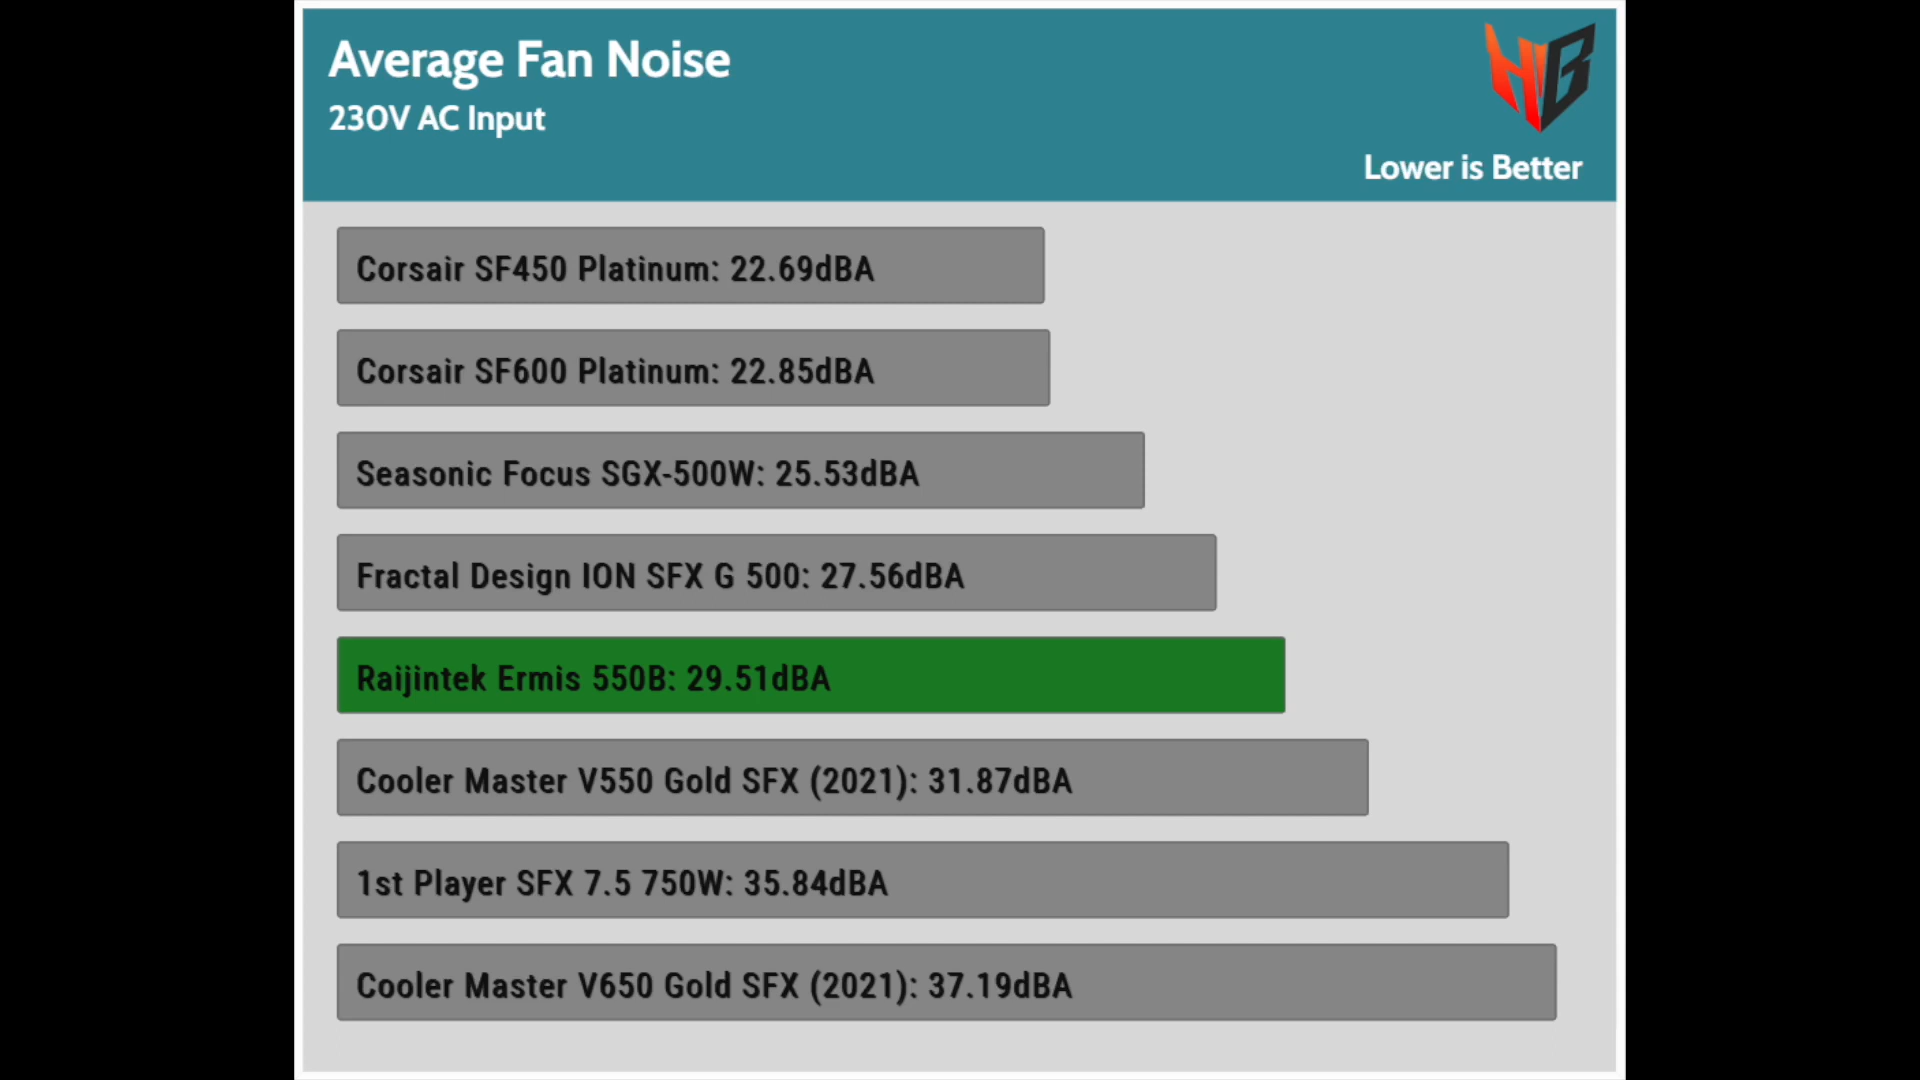 Average Fan Noise
230V AC Input
HB
Lower is Better
Corsair SF450 Platinum: 22.69dBA
Corsair SF600 Platinum: 22.85dBA
Seasonic Focus SGX-500W: 25.53dBA
Fractal Design ION SFX G 500: 27.56dBA
Raijintek Ermis 550B: 29.51dBA
Cooler Master V550 Gold SFX (2021): 31.87dBA
1st Player SFX 7.5 750W: 35.84dBA
Cooler Master V650 Gold SFX (2021): 37.19dBA